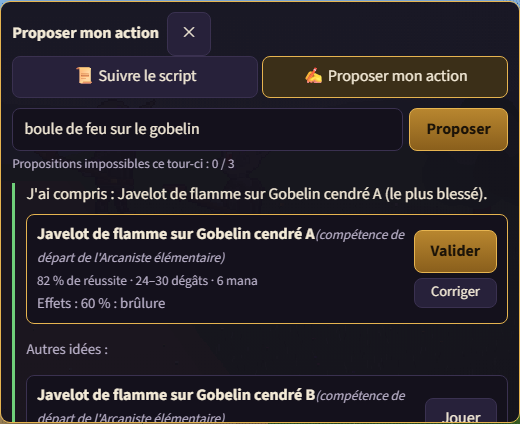 Proposer mon action ×
📜 Suivre le script ✍️ Proposer mon action
boule de feu sur le gobelin Proposer
Propositions impossibles ce tour-ci : 0 / 3
J'ai compris : Javelot de flamme sur Gobelin cendré A (le plus blessé).
Javelot de flamme sur Gobelin cendré A(compétence de
départ de l'Arcaniste élémentaire)
82 % de réussite · 24–30 dégâts · 6 mana
Effets : 60 % : brûlure
Valider
Corriger
Autres idées :
Javelot de flamme sur Gobelin cendré B(compétence de
départ de l'Arcaniste élémentaire)
Jouer